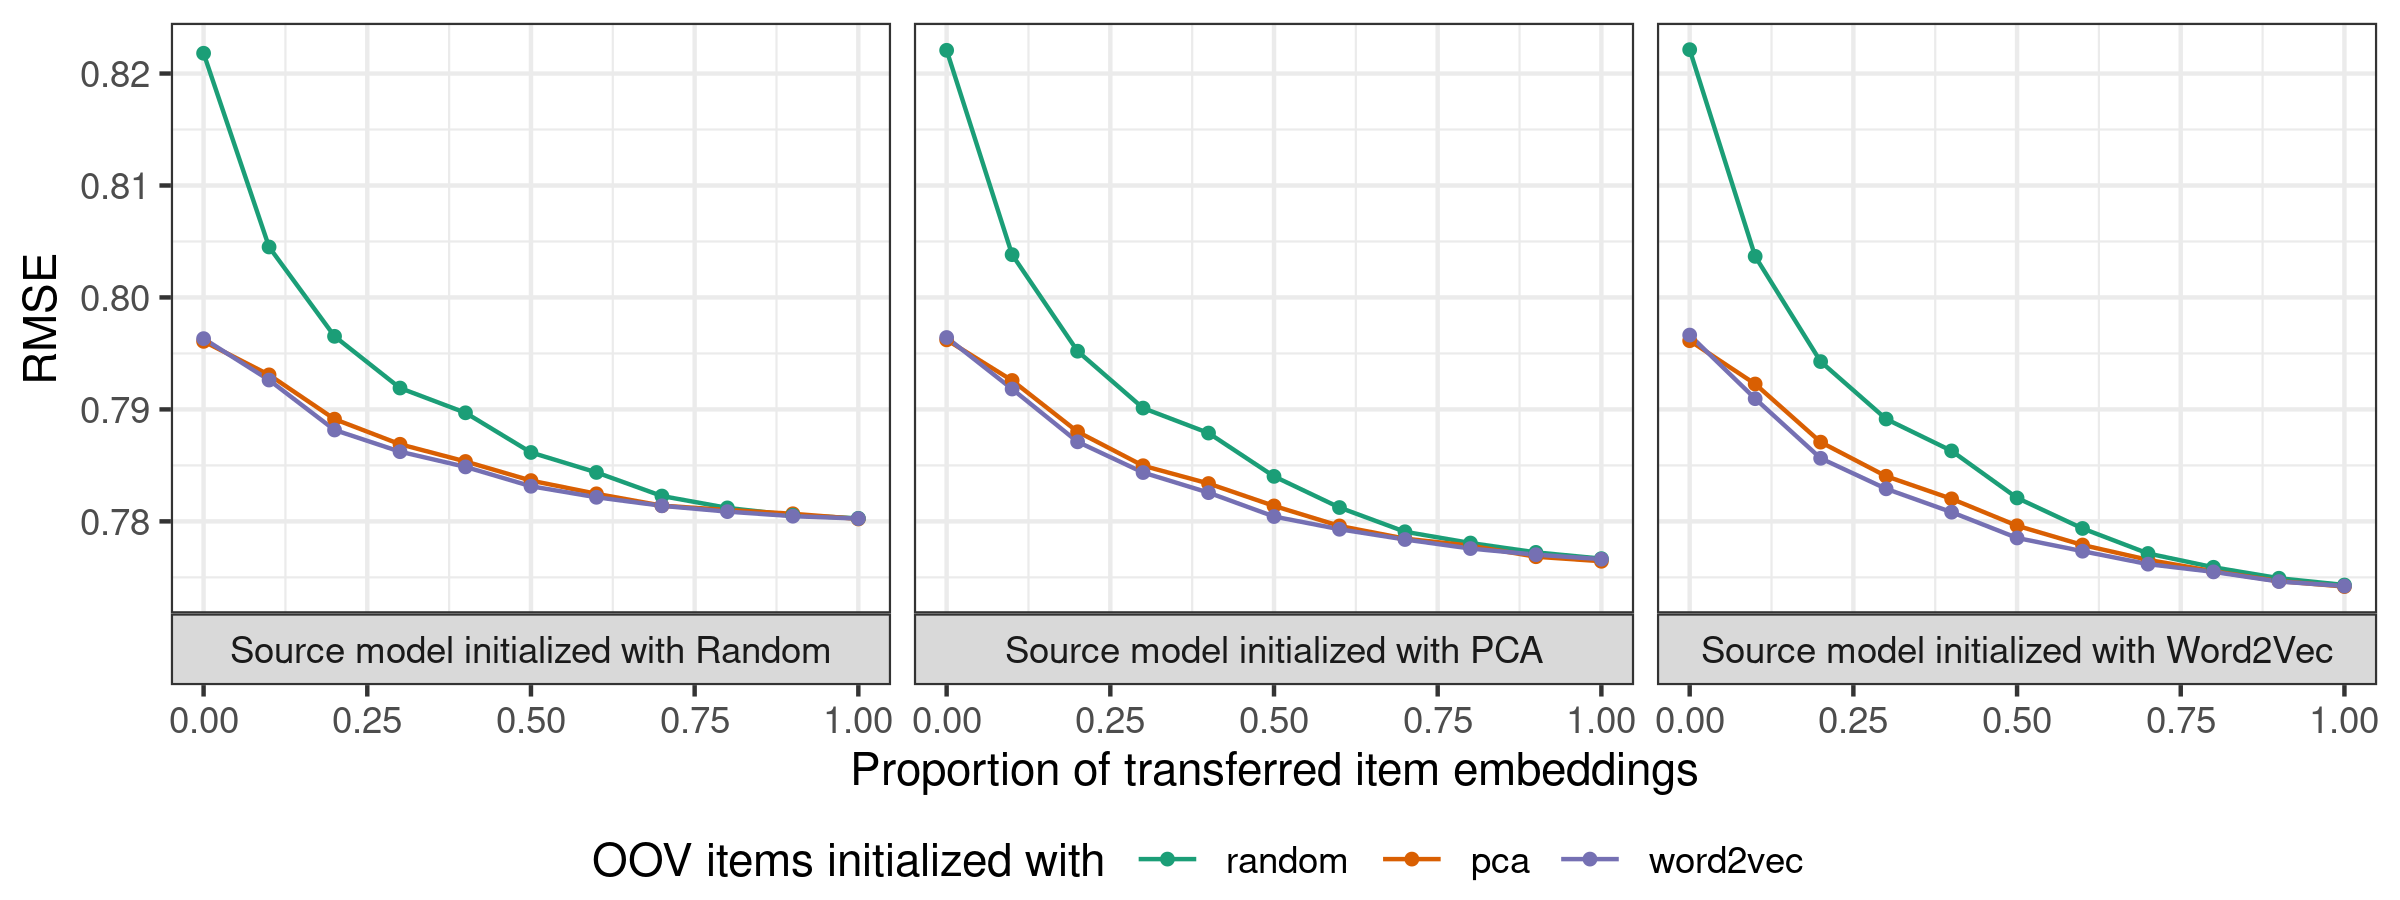 RMSE
0.82
0.81
0.80
0.79
0.78
Source model initialized with Random
Source model initialized with PCA
Source model initialized with Word2Vec
0.00 0.25 0.50 0.75 1.00 0.00 0.25 0.50 0.75 1.00 0.00 0.25 0.50 0.75 1.00
Proportion of transferred item embeddings
OOV items initialized with random pca word2vec